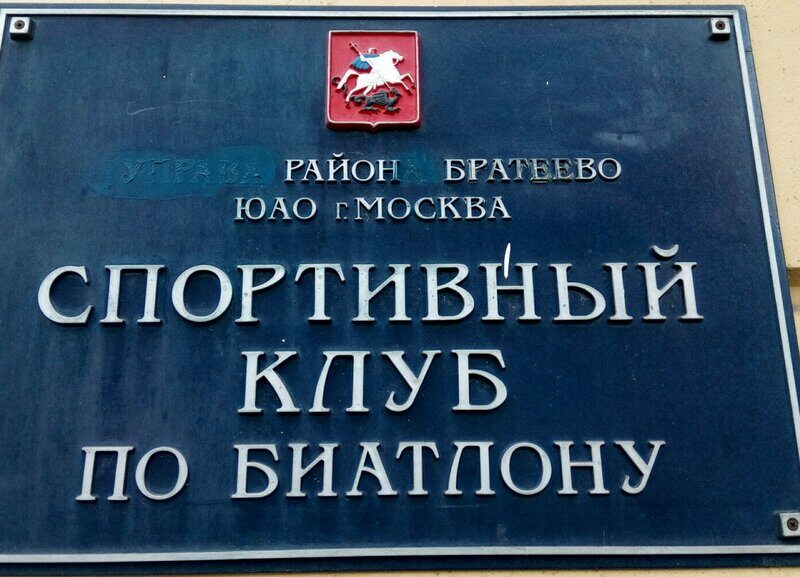 УПРАВА РАЙОНА БРАТЕЕВО
ЮАО г. МОСКВА
СПОРТИВНЫЙ
КЛУБ
ПО БИАТЛОНУ